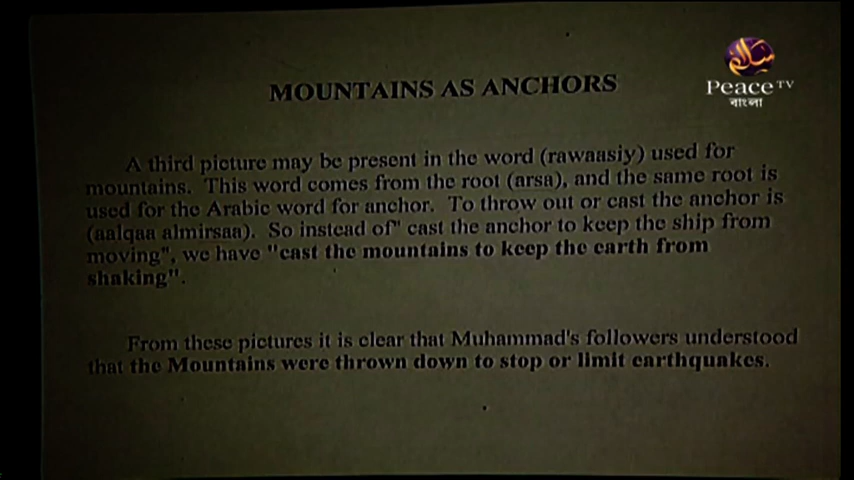 سلام
Peace TV
বাংলা
MOUNTAINS AS ANCHORS
A third picture may be present in the word (rawaasiy) used for
mountains. This word comes from the root (arsa), and the same root is
used for the Arabic word for anchor. To throw out or cast the anchor is
(aalqaa almirsaa). So instead of" cast the anchor to keep the ship from
moving", we have "cast the mountains to keep the earth from
shaking".
From these pictures it is clear that Muhammad's followers understood
that the Mountains were thrown down to stop or limit earthquakes.